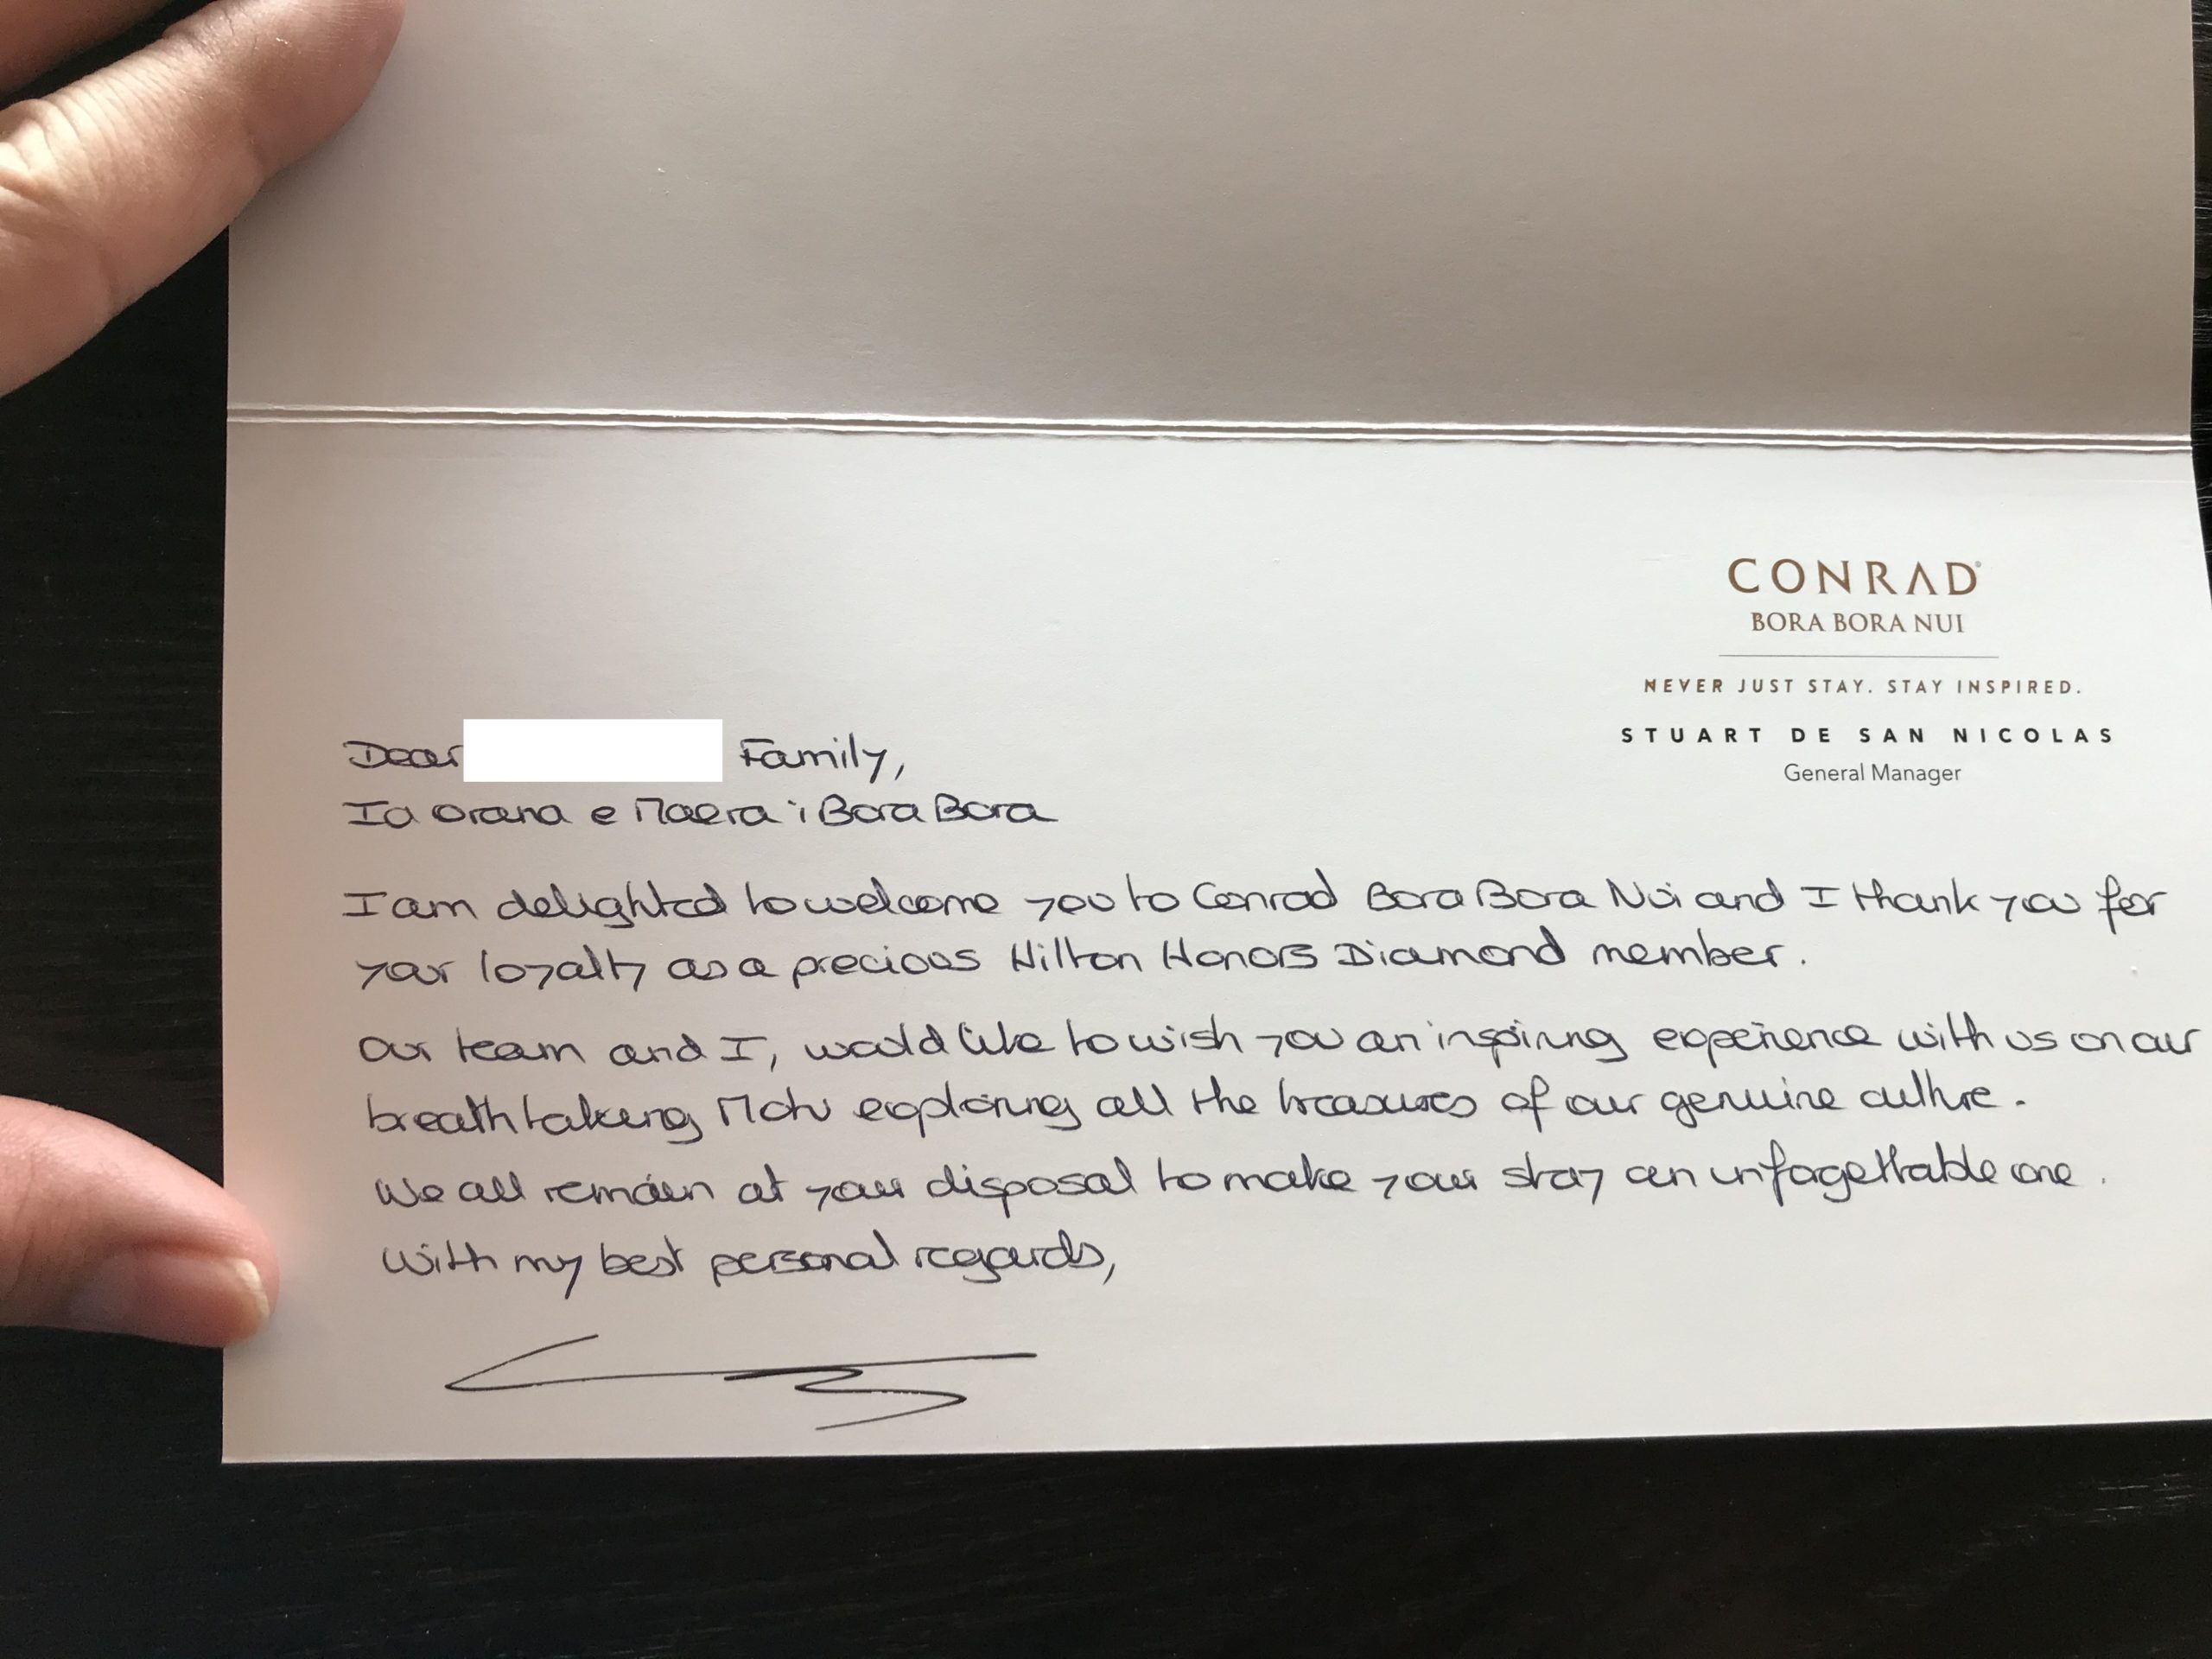 CONRAD
BORA BORA NUI
NEVER JUST STAY. STAY INSPIRED.
STUART DE SAN NICOLAS
General Manager
Dear Family,
Ia orana e Maera i Bora Bora
I am delighted to welcome you to Conrad Bora Bora Nui and I thank you for
your loyalty as a precious Hilton Honors Diamond member.
Our team and I, would like to wish you an inspiring experience with us on our
breathtaking Motu exploring all the treasures of our genuine culture.
We all remain at your disposal to make your stay an unfogettable one.
With my best personal regards,